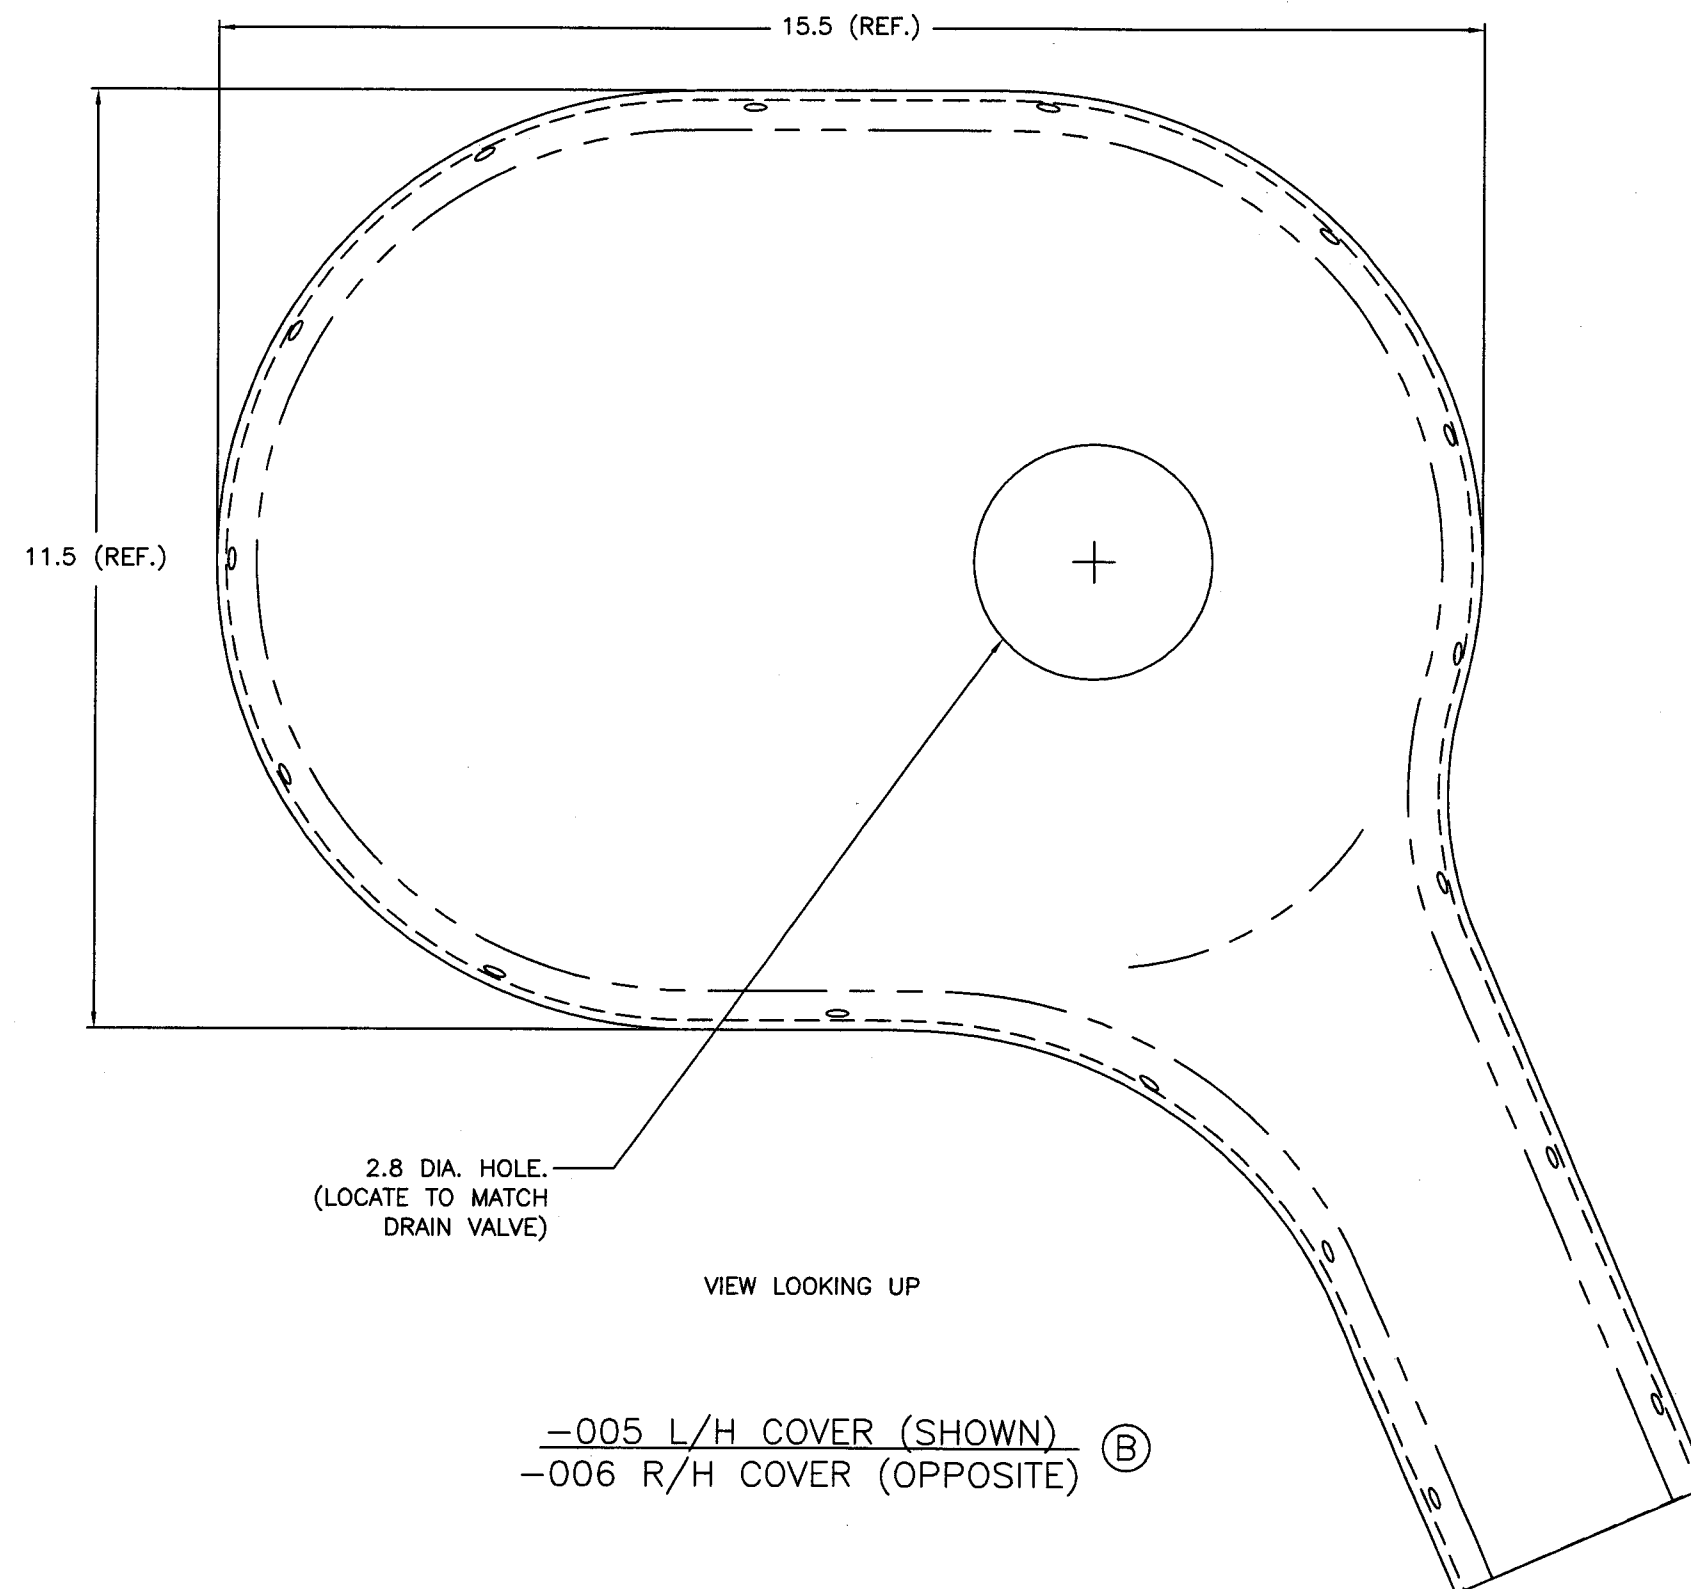 15.5 (REF.)
11.5 (REF.)
2.8 DIA. HOLE.
(LOCATE TO MATCH
DRAIN VALVE)
VIEW LOOKING UP
-005 L/H COVER (SHOWN)
-006 R/H COVER (OPPOSITE)
B